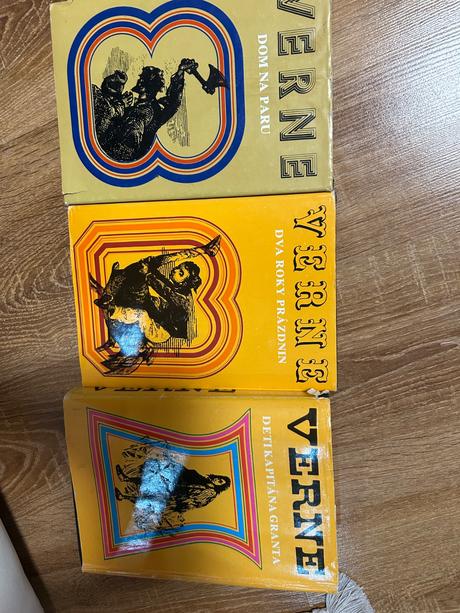 VERNE
DOM NA PARU
VERNE
DVA ROKY PRÁZDNIN
VERNE
DETI KAPITÁNA GRANTA